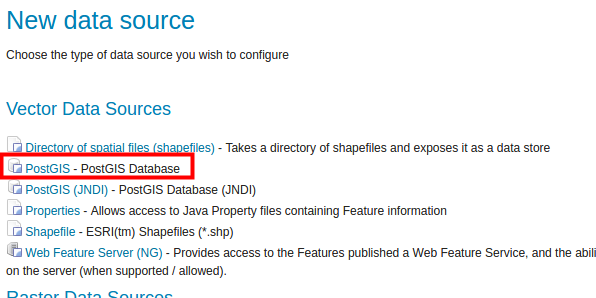 New data source
Choose the type of data source you wish to configure
Vector Data Sources
Directory of spatial files (shapefiles) - Takes a directory of shapefiles and exposes it as a data store
PostGIS - PostGIS Database
PostGIS (JNDI) - PostGIS Database (JNDI)
Properties - Allows access to Java Property files containing Feature information
Shapefile - ESRI(tm) Shapefiles (*.shp)
Web Feature Server (NG) - Provides access to the Features published a Web Feature Service, and the abili
on the server (when supported / allowed).
Raster Data Sources